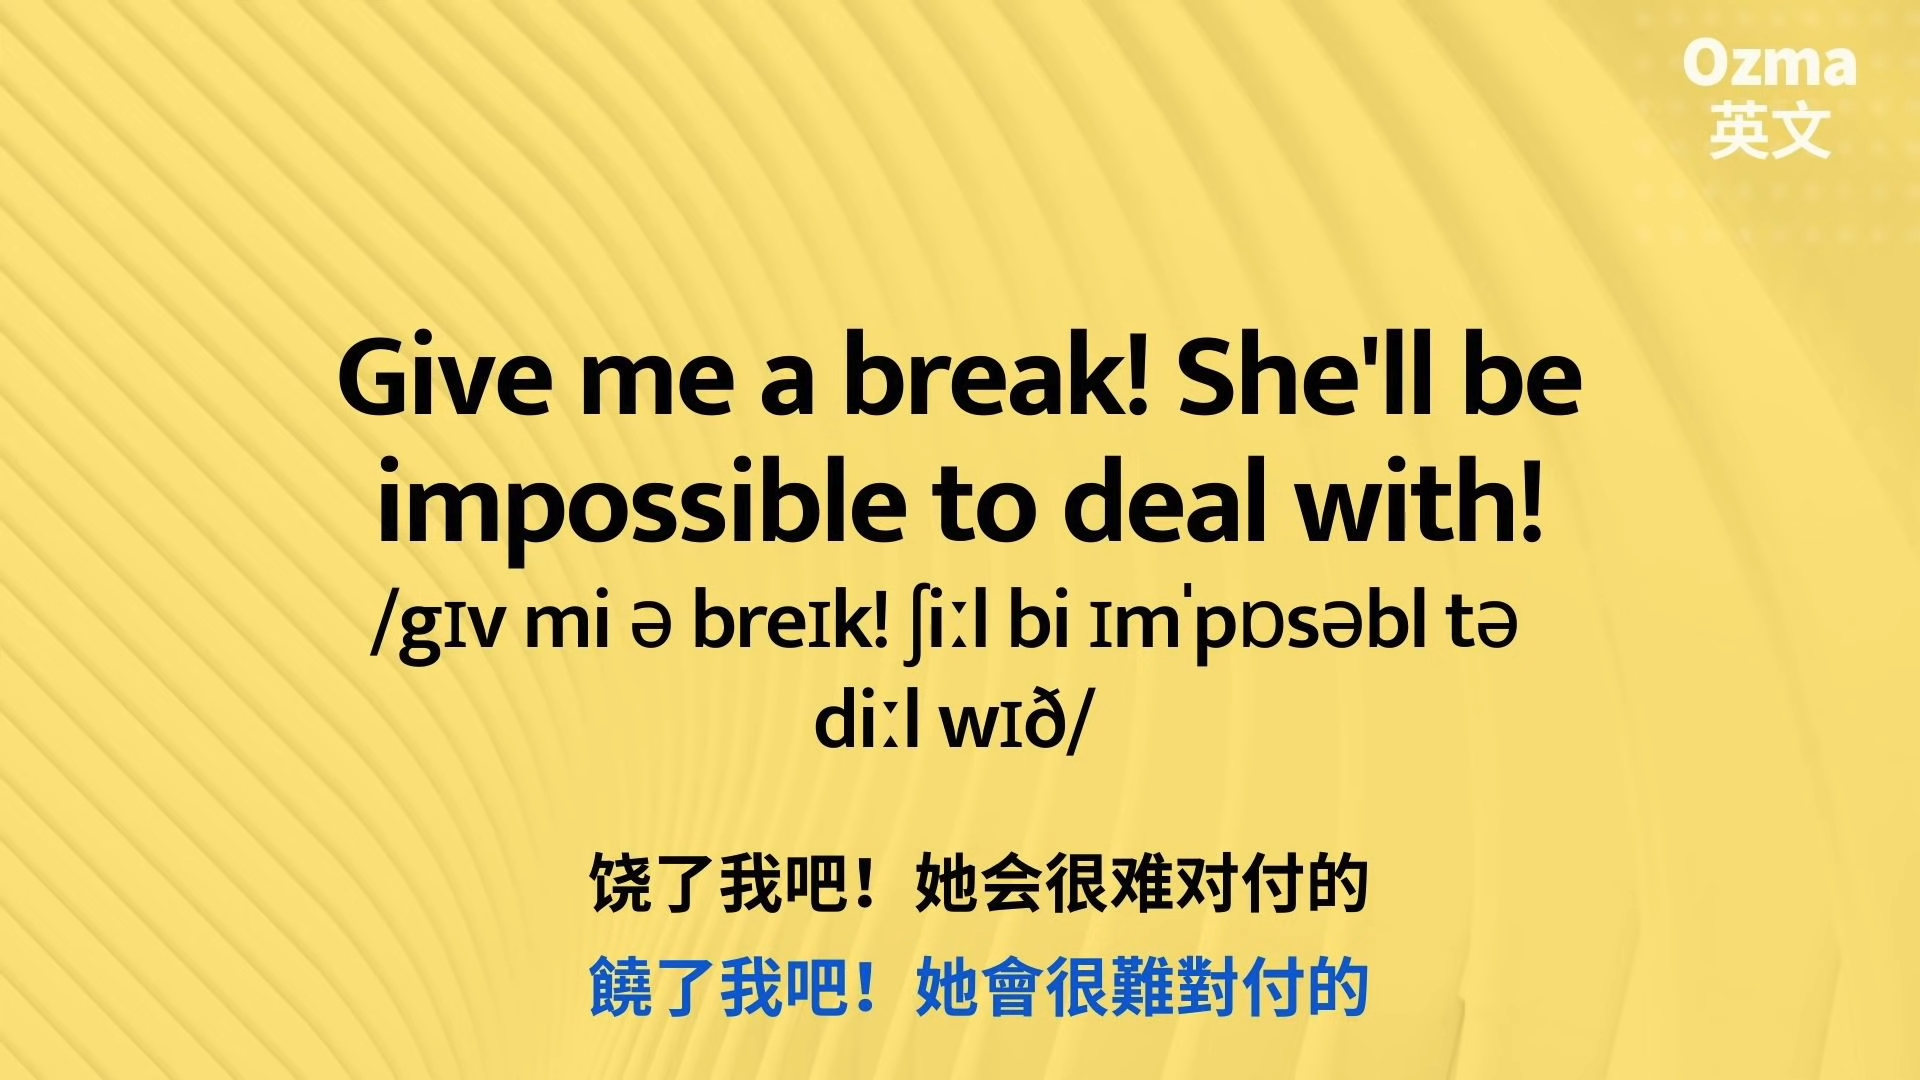 Ozma
英文
Give me a break! She'll be
impossible to deal with!
/gɪv mi ə breɪk! ʃiːl bi ɪmˈpɒsəbl tə
diːl wɪð/
饶了我吧！她会很难对付的
饒了我吧！她會很難對付的